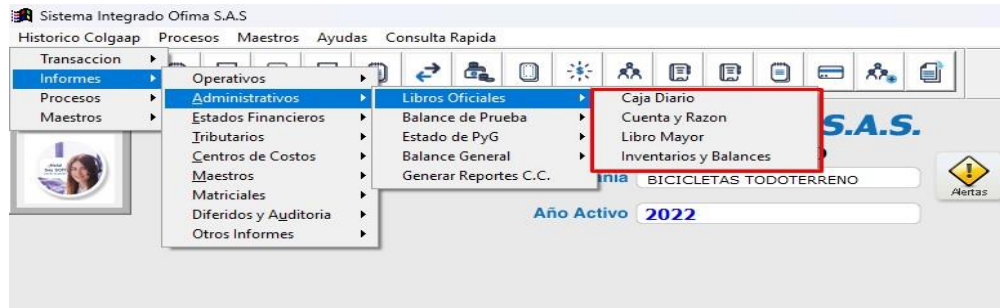 Sistema Integrado Ofima S.A.S
Historico Colgaap Procesos Maestros Ayudas Consulta Rapida
Transaccion
Informes
Procesos
Maestros
Operativos
Administrativos
Estados Financieros
Tributarios
Centros de Costos
Maestros
Matriciales
Diferidos y Auditoria
Otros Informes
Libros Oficiales
Balance de Prueba
Estado de PyG
Balance General
Generar Reportes C.C.
Caja Diario
Cuenta y Razon
Libro Mayor
Inventarios y Balances
S.A.S.
BICICLETAS TODOTERRENO
Año Activo 2022
Alertas